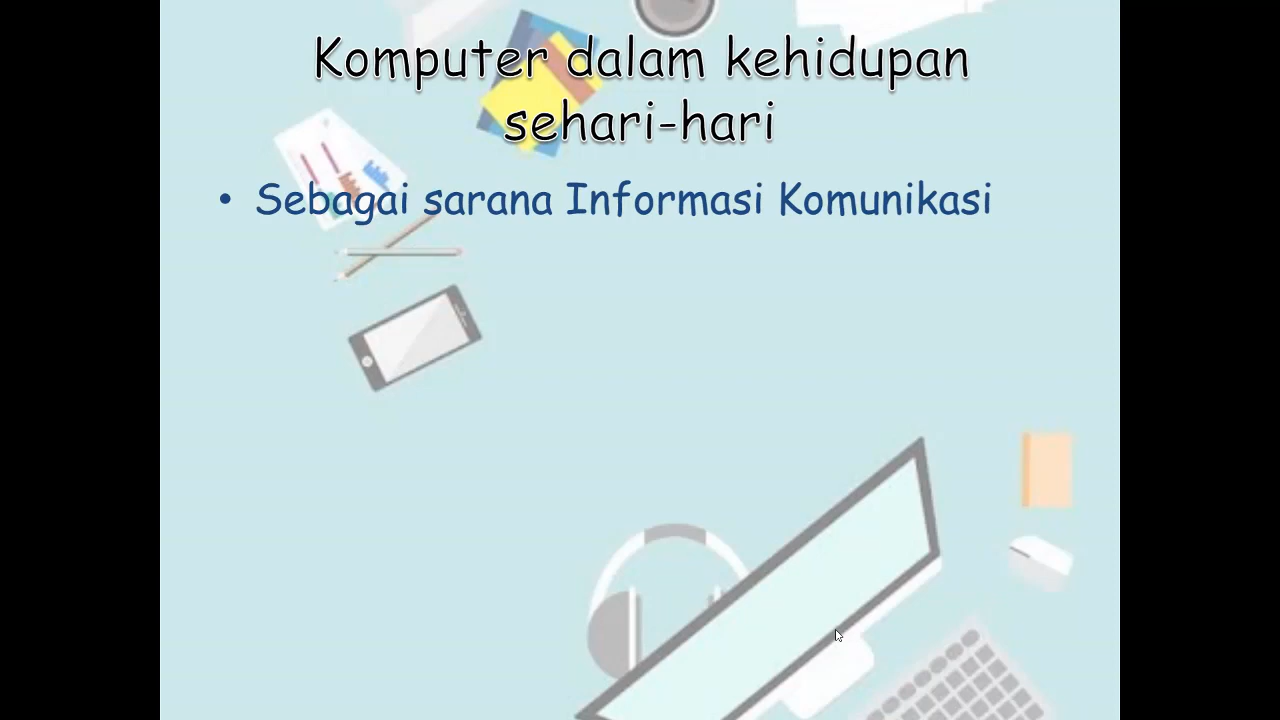 Komputer dalam kehidupan
sehari-hari
• Sebagai sarana Informasi Komunikasi